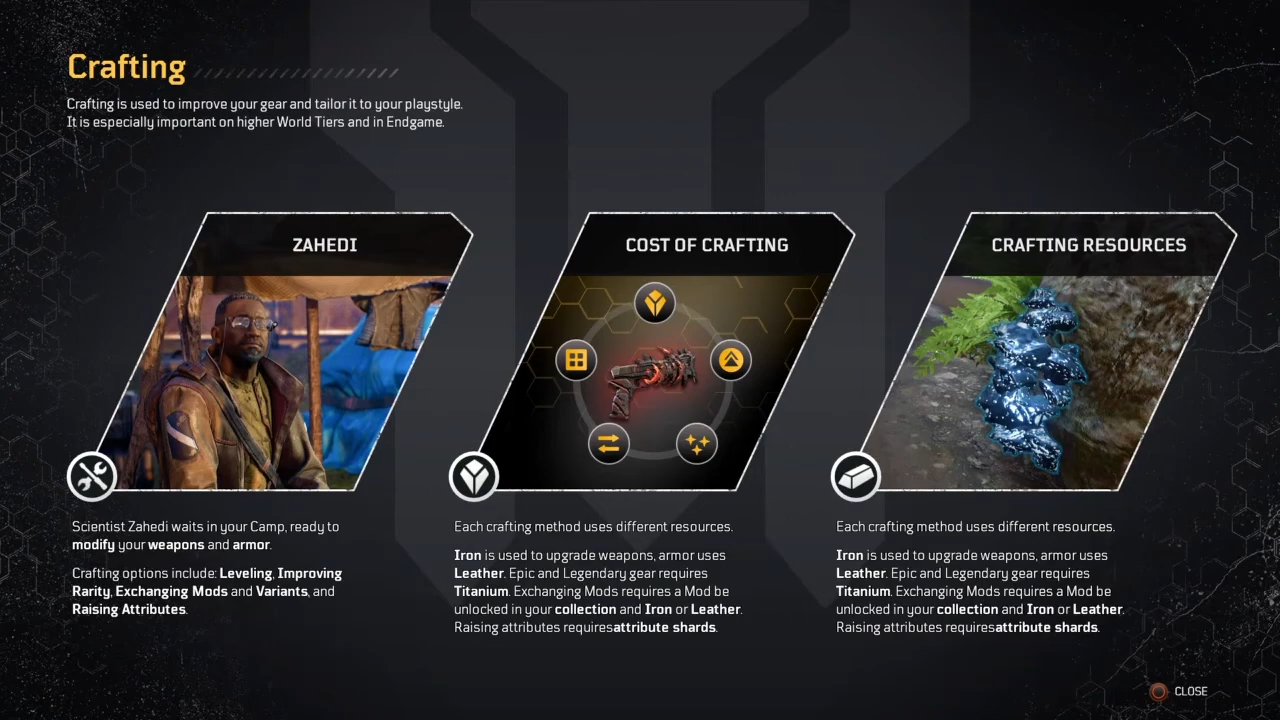 Crafting
Crafting is used to improve your gear and tailor it to your playstyle.
It is especially important on higher World Tiers and in Endgame.
ZAHEDI
Scientist Zahedi waits in your Camp, ready to
modify your weapons and armor.
Crafting options include: Leveling, Improving
Rarity, Exchanging Mods and Variants, and
Raising Attributes.
COST OF CRAFTING
Each crafting method uses different resources.
Iron is used to upgrade weapons, armor uses
Leather. Epic and Legendary gear requires
Titanium. Exchanging Mods requires a Mod be
unlocked in your collection and Iron or Leather.
Raising attributes requiresattribute shards.
CRAFTING RESOURCES
Each crafting method uses different resources.
Iron is used to upgrade weapons, armor uses
Leather. Epic and Legendary gear requires
Titanium. Exchanging Mods requires a Mod be
unlocked in your collection and Iron or Leather.
Raising attributes requiresattribute shards.
CLOSE